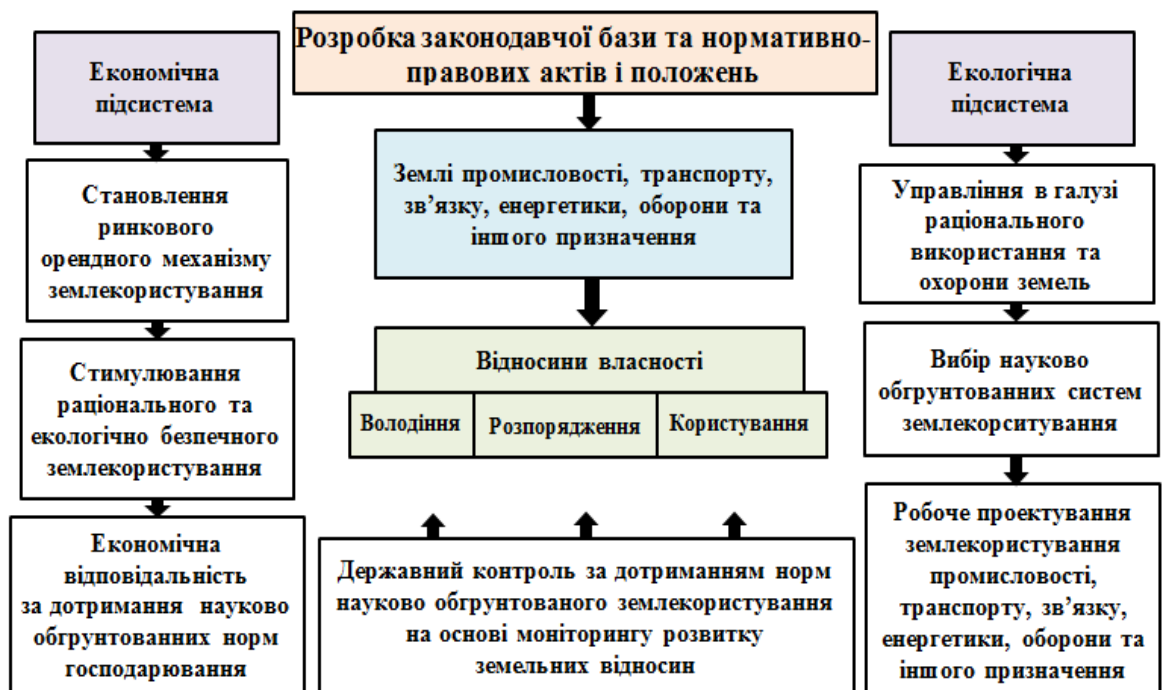 Економічна
підсистема
Становлення
ринкового
орендного механізму
землекористування
Стимулювання
раціонального та
екологічно безпечного
землекористування
Економічна
відповідальність
за дотримання науково
обгрунтованних норм
господарювання
Розробка законодавчої бази та нормативно-
правових актів і положень
Землі промисловості, транспорту,
зв’язку, енергетики, оборони та
іншого призначення
Відносини власності
Володіння
Розпорядження
Користування
Державний контроль за дотриманням норм
науково обгрунтованого землекористування
на основі моніторингу розвитку
земельних відносин
Екологічна
підсистема
Управління в галузі
раціонального
використання та
охорони земель
Вибір науково
обгрунтованних систем
землекорситування
Робоче проектування
землекористування
промисловості,
транспорту, зв’язку,
енергетики, оборони та
іншого призначення